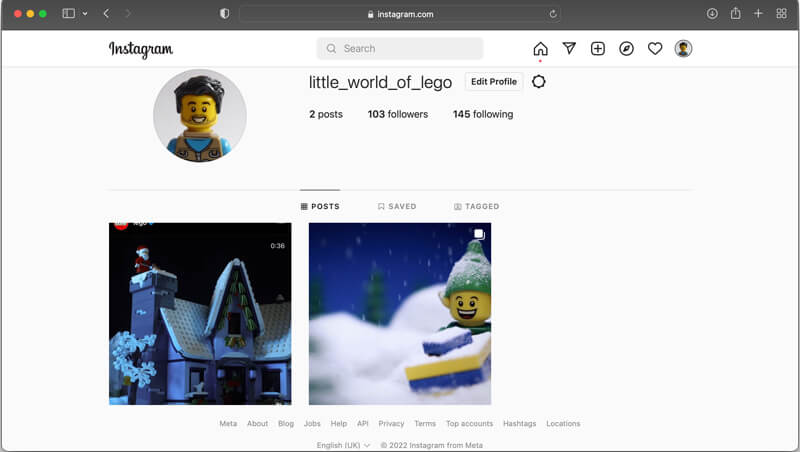 instagram.com
Instagram
Search
little_world_of_lego
Edit Profile
2 posts 103 followers 145 following
POSTS SAVED TAGGED
lego
0:36
Meta About Blog Jobs Help API Privacy Terms Top accounts Hashtags Locations
English (UK) © 2022 Instagram from Meta